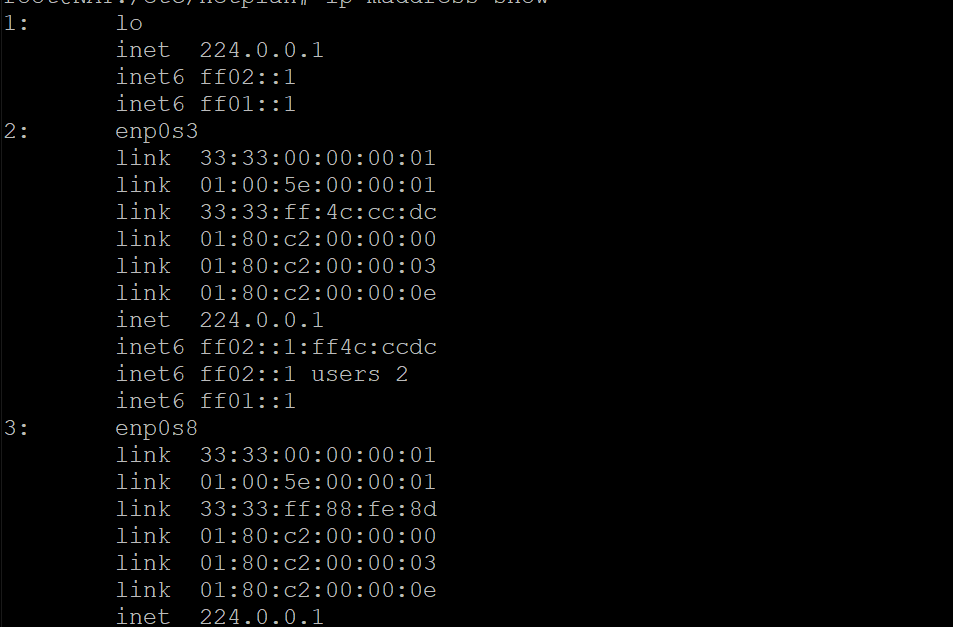 1:      lo
        inet  224.0.0.1
        inet6 ff02::1
        inet6 ff01::1
2:      enp0s3
        link  33:33:00:00:00:01
        link  01:00:5e:00:00:01
        link  33:33:ff:4c:cc:dc
        link  01:80:c2:00:00:00
        link  01:80:c2:00:00:03
        link  01:80:c2:00:00:0e
        inet  224.0.0.1
        inet6 ff02::1:ff4c:ccdc
        inet6 ff02::1 users 2
        inet6 ff01::1
3:      enp0s8
        link  33:33:00:00:00:01
        link  01:00:5e:00:00:01
        link  33:33:ff:88:fe:8d
        link  01:80:c2:00:00:00
        link  01:80:c2:00:00:03
        link  01:80:c2:00:00:0e
        inet  224.0.0.1